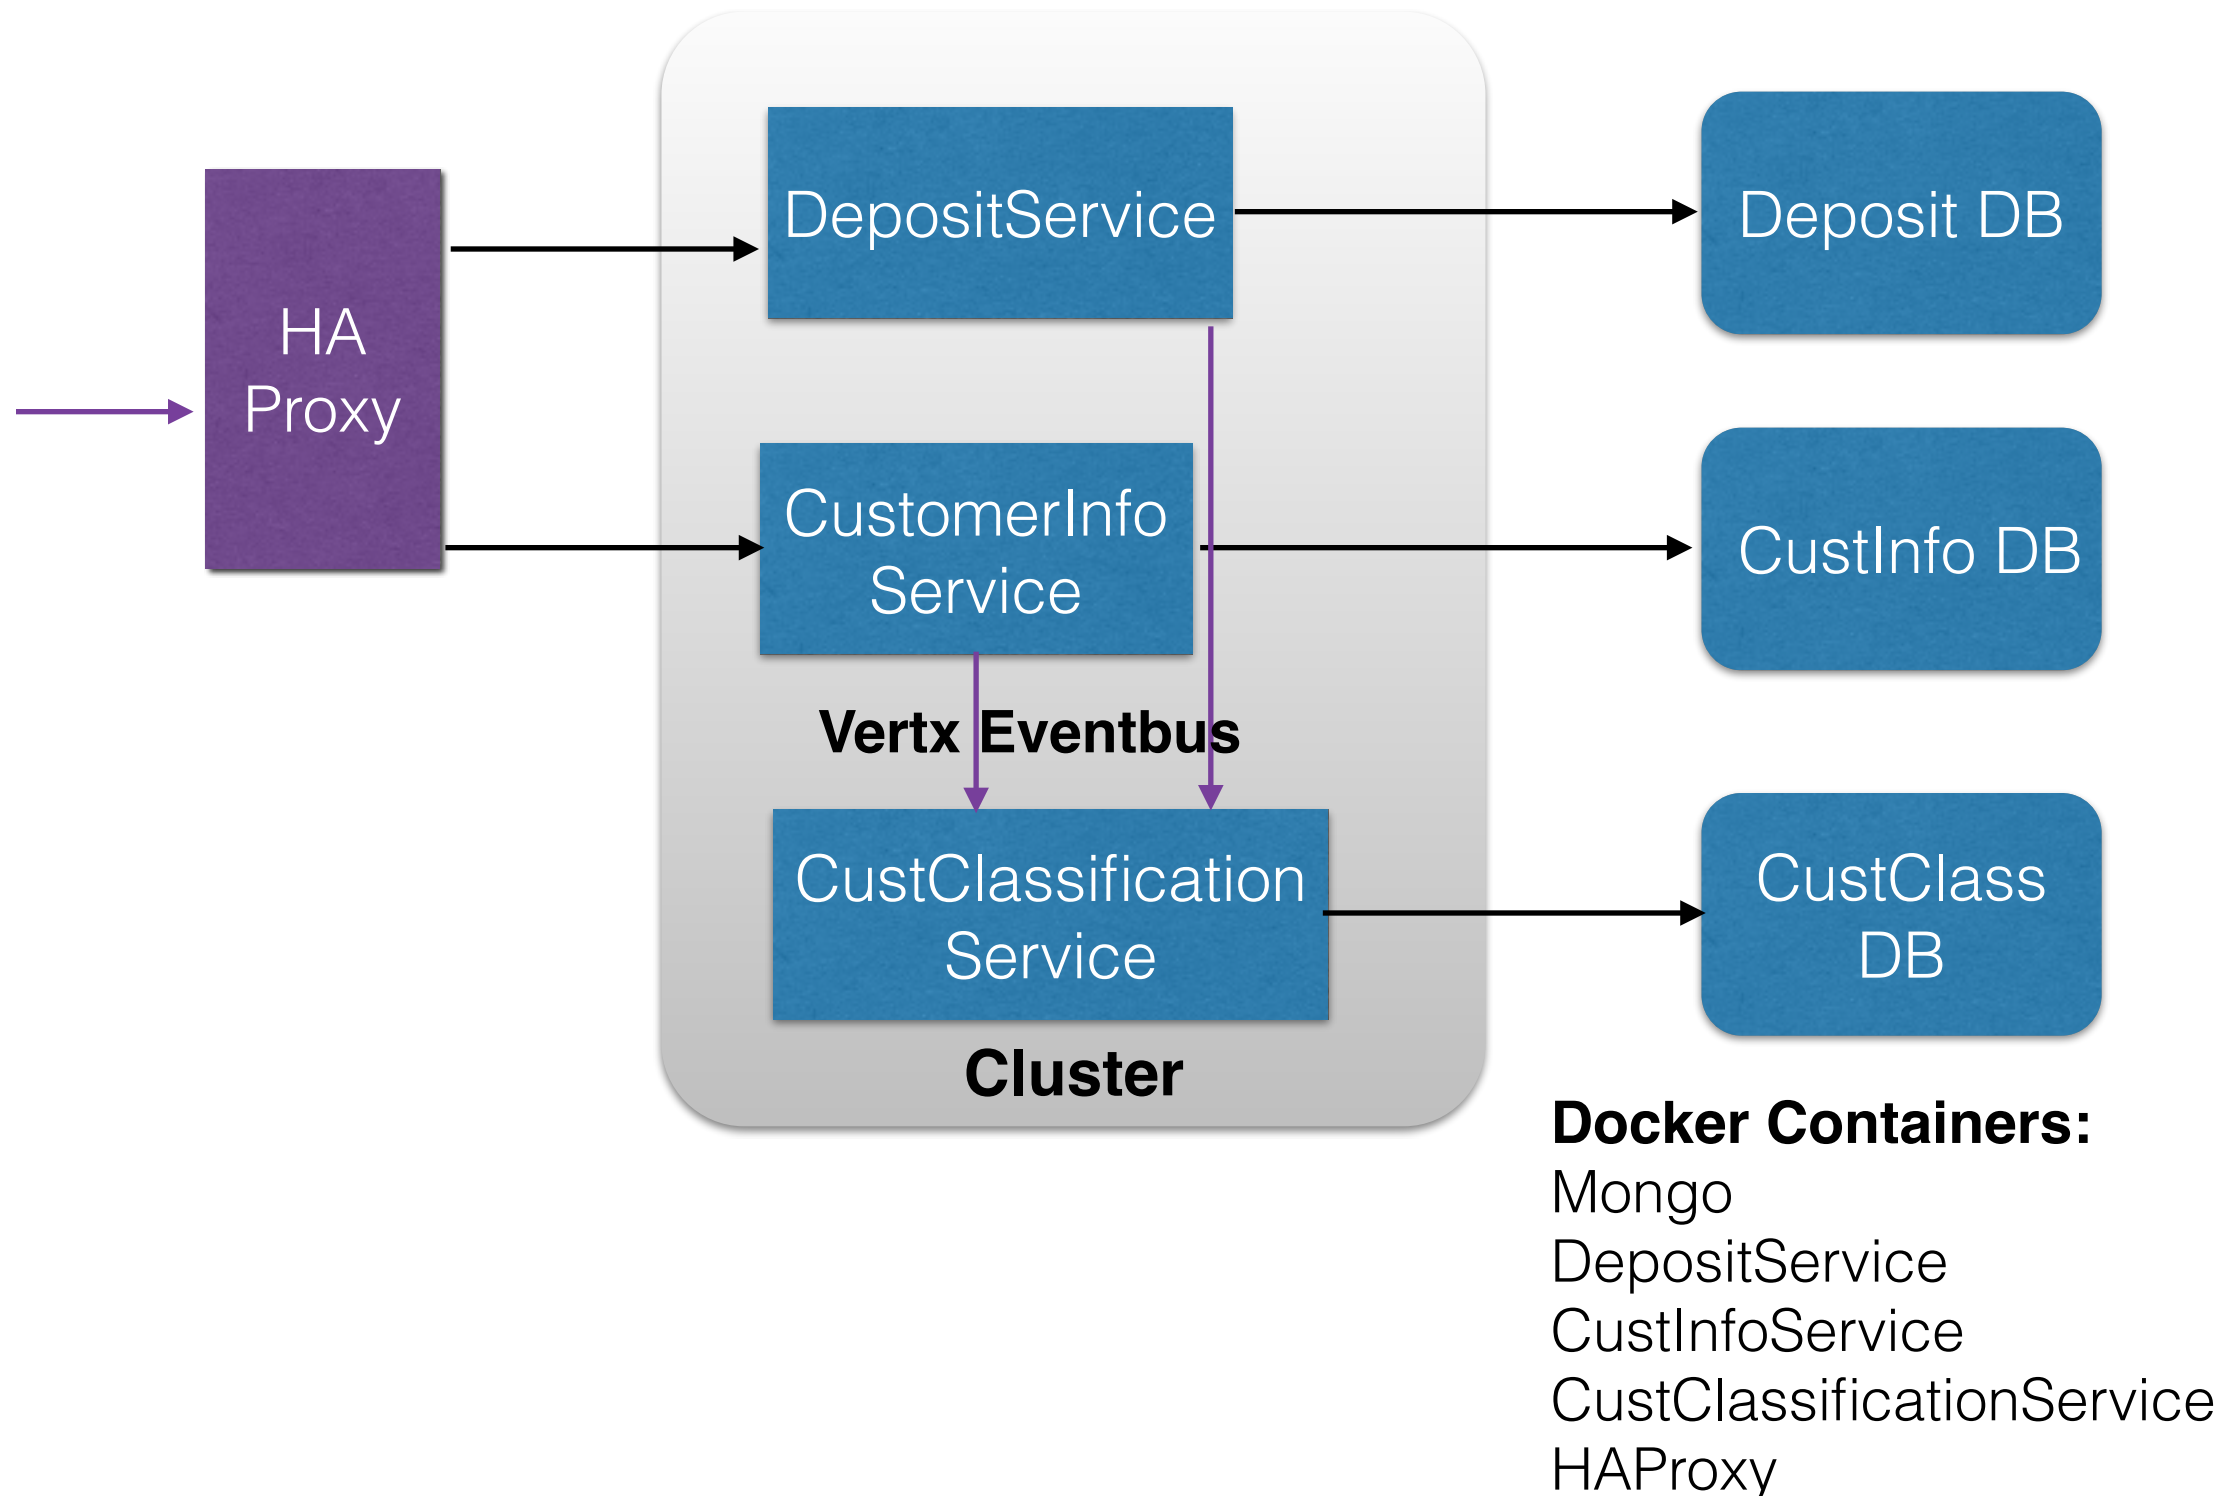 HA
Proxy
DepositService
Deposit DB
CustomerInfo
Service
CustInfo DB
Vertx Eventbus
CustClassification
Service
CustClass
DB
Cluster
Docker Containers:
Mongo
DepositService
CustInfoService
CustClassificationService
HAProxy